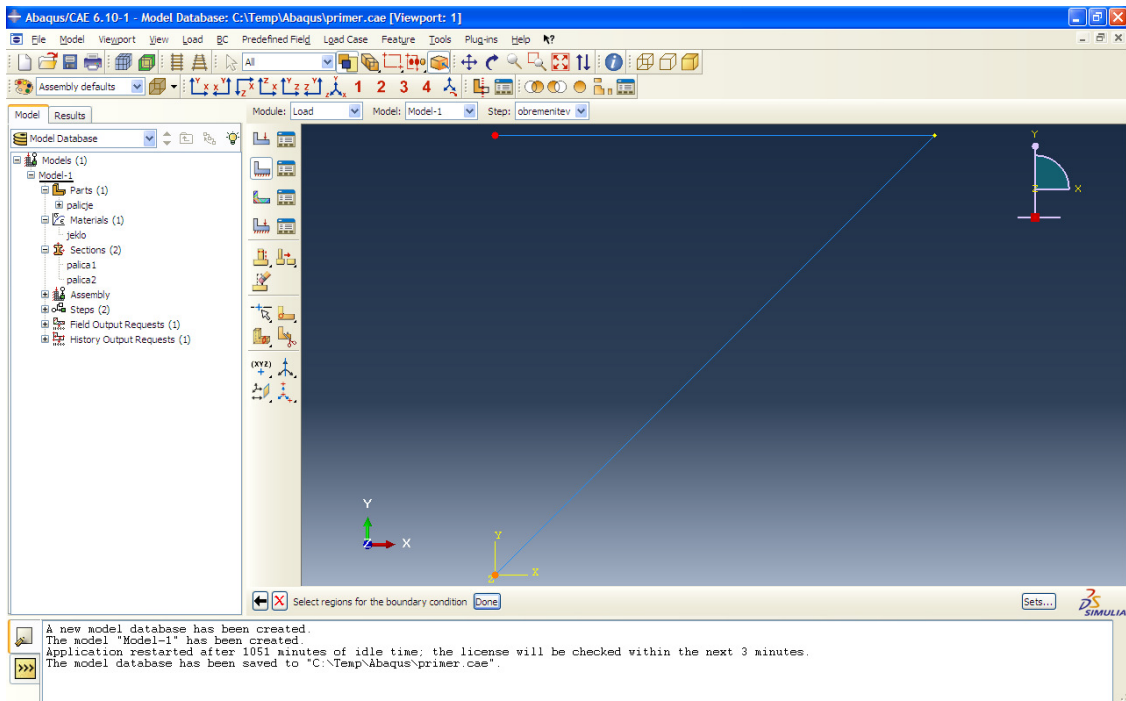 Abaqus/CAE 6.10-1 - Model Database: C:\Temp\Abaqus\primer.cae [Viewport: 1]
File Model Viewport View Load BC Predefined Field Load Case Feature Tools Plug-ins Help
All
Assembly defaults
1 2 3 4
Model Results
Module: Load Model: Model-1 Step: obremenitev
Model Database
Models (1)
Model-1
Parts (1)
palicje
Materials (1)
jeklo
Sections (2)
palica1
palica2
Assembly
Steps (2)
Field Output Requests (1)
History Output Requests (1)
(XYZ)
Y
Z X
Y
Z X
Y
Z X
Select regions for the boundary condition Done
Sets...
SIMULIA
A new model database has been created.
The model "Model-1" has been created.
Application restarted after 1051 minutes of idle time; the license will be checked within the next 3 minutes.
The model database has been saved to "C:\Temp\Abaqus\primer.cae".
>>>